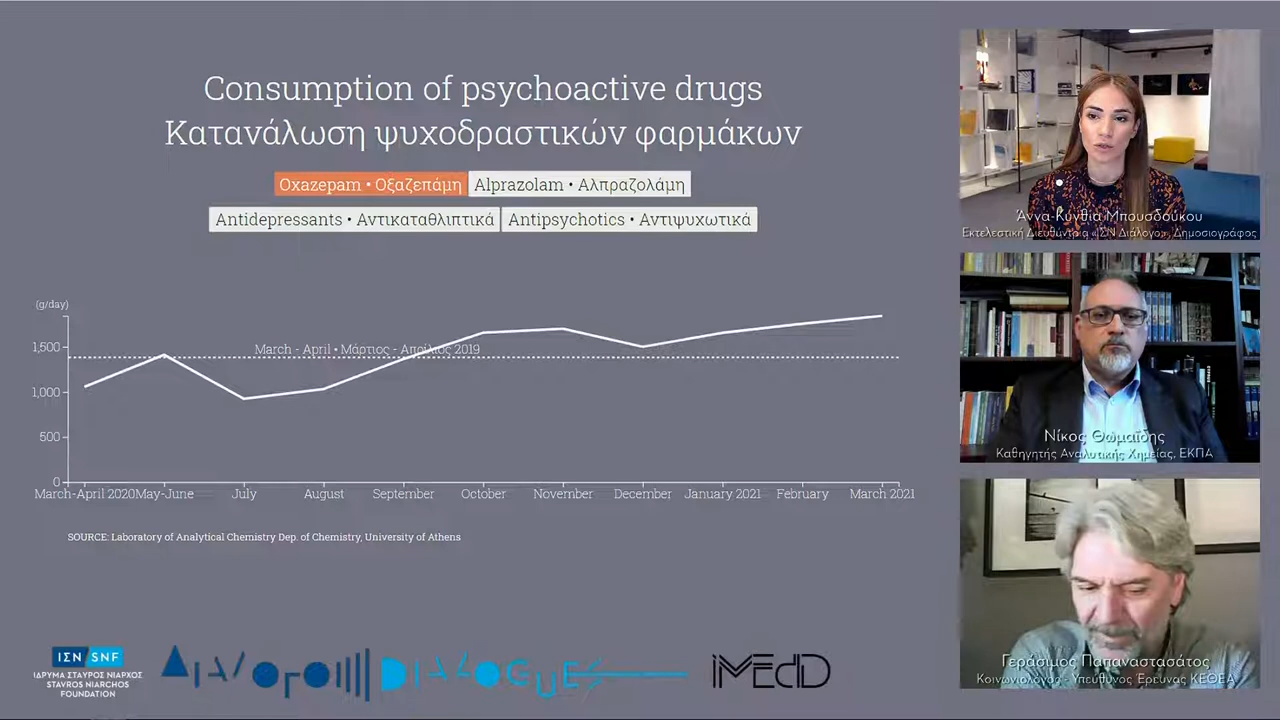 Consumption of psychoactive drugs
Κατανάλωση ψυχοδραστικών φαρμάκων
Oxazepam • Οξαζεπάμη
Alprazolam • Αλπραζολάμη
Antidepressants • Αντικαταθλιπτικά
Antipsychotics • Αντιψυχωτικά
(g/day)
1,500
1,000
500
0
March - April • Μάρτιος - Απρίλιος 2019
March-April 2020 May-June July August September October November December January 2021 February March 2021
SOURCE: Laboratory of Analytical Chemistry Dep. of Chemistry, University of Athens
ΙΣΝ/SNF
ΙΔΡΥΜΑ ΣΤΑΥΡΟΣ ΝΙΑΡΧΟΣ
STAVROS NIARCHOS
FOUNDATION
ΔΙΑΛΟΓΟΙ
DIALOGUES
iMEdD
Άννα-Κύνθια Μπουσδούκου
Εκτελεστική Διευθύντρια «ΙΣΝ Διάλογοι», Δημοσιογράφος
Νίκος Θωμαΐδης
Καθηγητής Αναλυτικής Χημείας, ΕΚΠΑ
Γεράσιμος Παπαναστασάτος
Κοινωνιολόγος - Υπεύθυνος Έρευνας ΚΕΘΕΑ